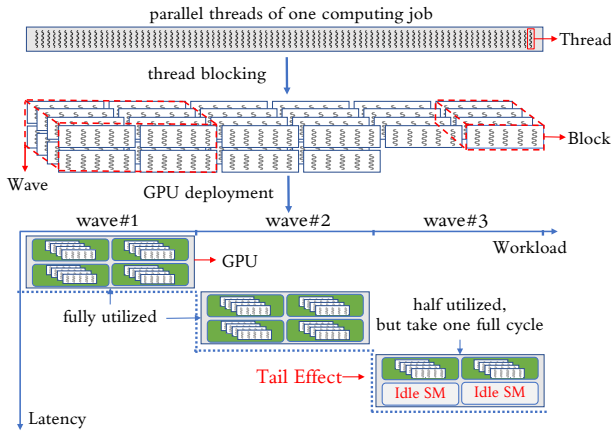 parallel threads of one computing job
Thread
thread blocking
Block
Wave
GPU deployment
wave#1 wave#2 wave#3
Workload
GPU
fully utilized
half utilized,
but take one full cycle
Tail Effect
Idle SM Idle SM
Latency